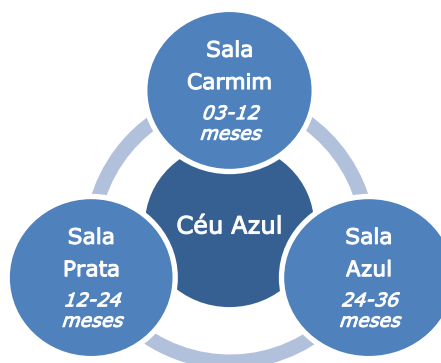 Sala
Carmim
03-12
meses
Céu Azul
Sala
Prata
12-24
meses
Sala
Azul
24-36
meses